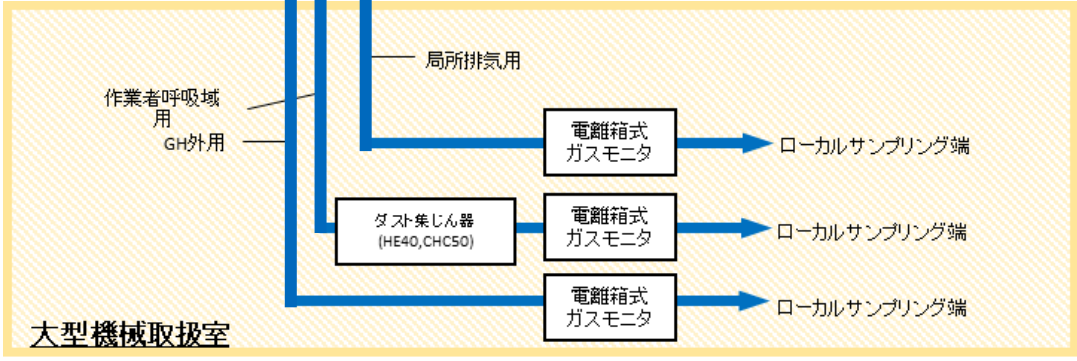 局所排気用
作業者呼吸域
用
GH外用
電離箱式
ガスモニタ
ローカルサンプリング端
ダスト集じん器
(HE40,CHC50)
電離箱式
ガスモニタ
ローカルサンプリング端
電離箱式
ガスモニタ
ローカルサンプリング端
大型機械取扱室